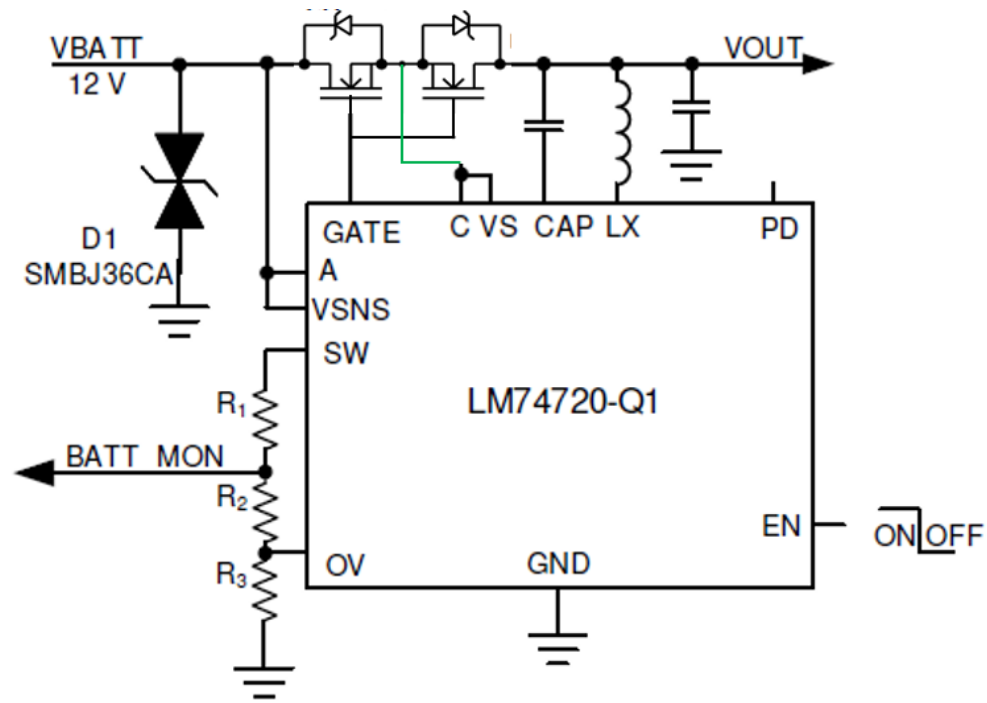 VBATT
12 V
VOUT
GATE
C VS CAP LX
PD
D1
SMBJ36CA
A
VSNS
SW
R1
LM74720-Q1
BATT MON
R2
EN
ON OFF
OV
GND
R3